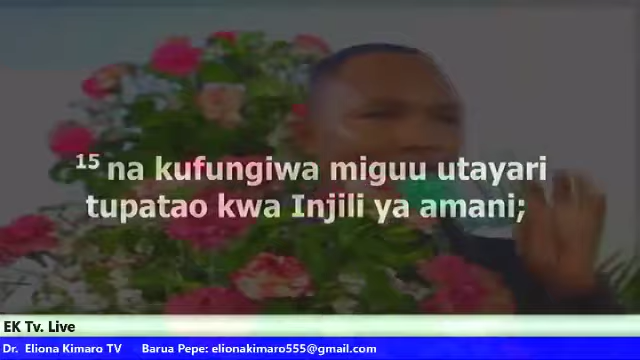 15 na kufungiwa miguu utayari
tupatao kwa Injili ya amani;
EK Tv. Live
Dr. Eliona Kimaro TV Barua Pepe: elionakimaro555@gmail.com